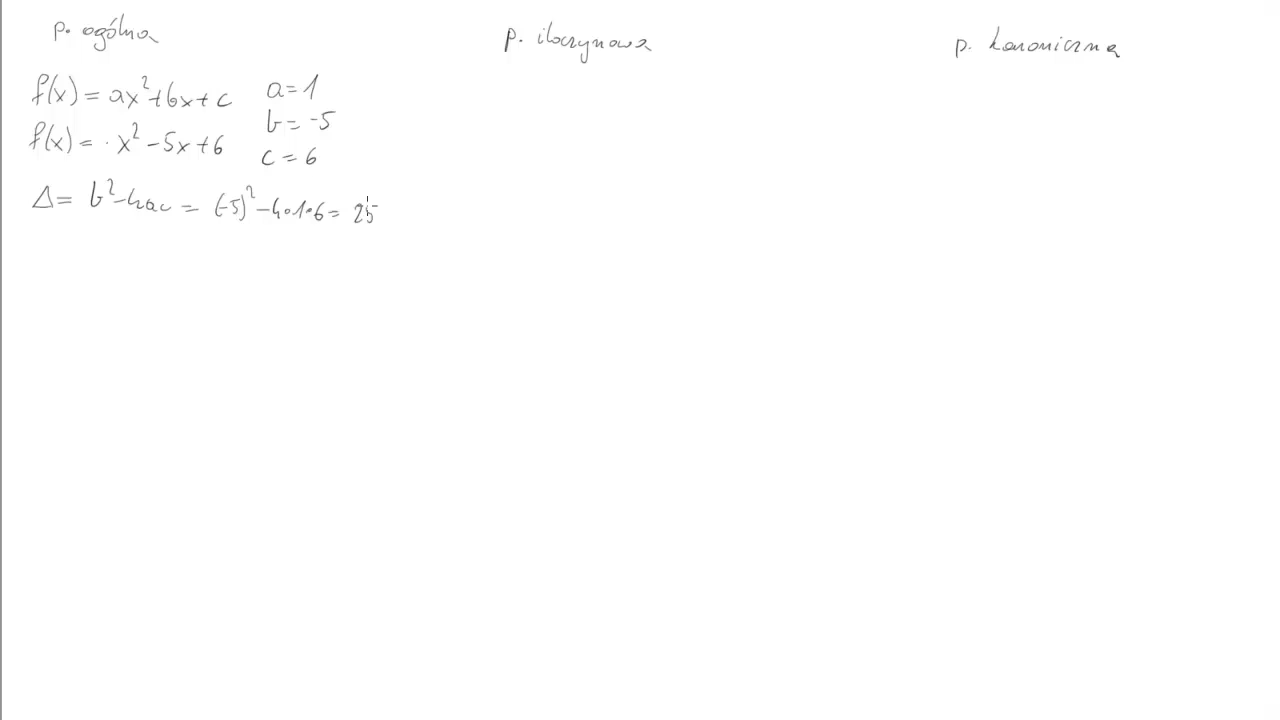 p. ogólna
p. iloczynowa
p. kanoniczna
f(x) = ax²+bx+c
a=1
f(x) = x² - 5x + 6
b = -5
c = 6
Δ = b² - 4ac = (-5)² - 4·1·6 = 25